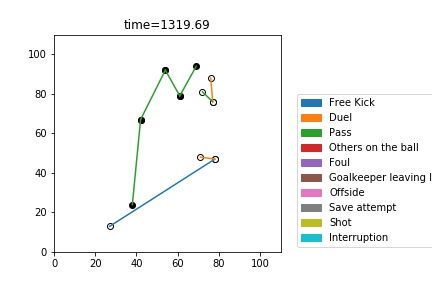 time=1319.69
100
80
60
40
20
0
0 20 40 60 80 100
Free Kick
Duel
Pass
Others on the ball
Foul
Goalkeeper leaving l
Offside
Save attempt
Shot
Interruption